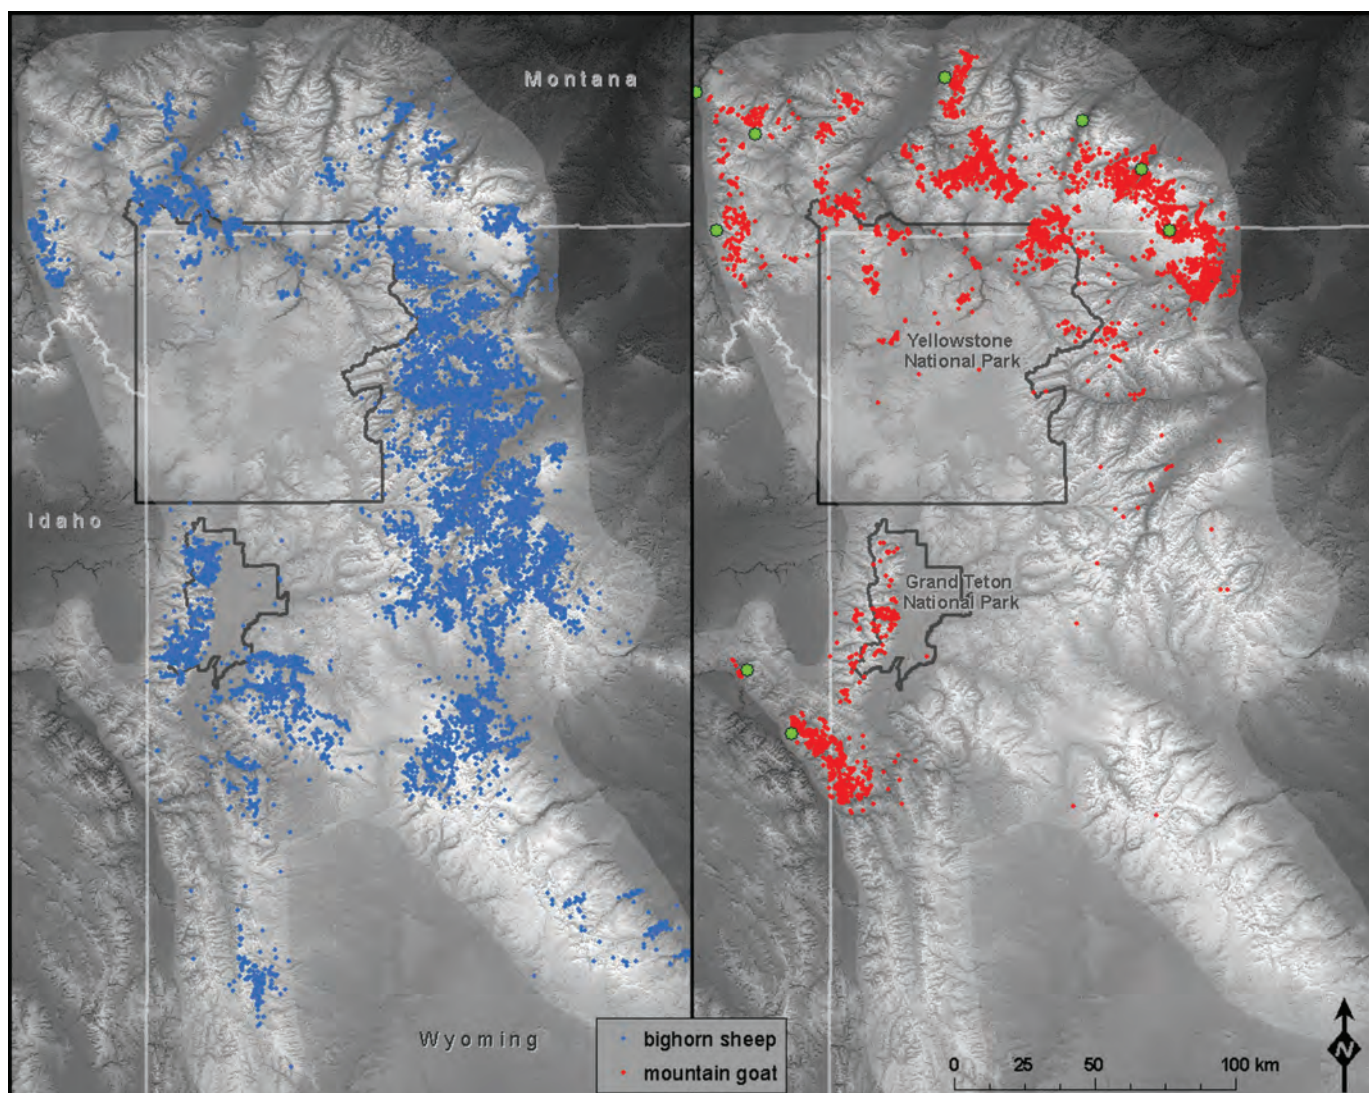 Montana
Yellowstone
National Park
Idaho
Grand Teton
National Park
Wyoming
bighorn sheep
mountain goat
0 25 50 100 km
N